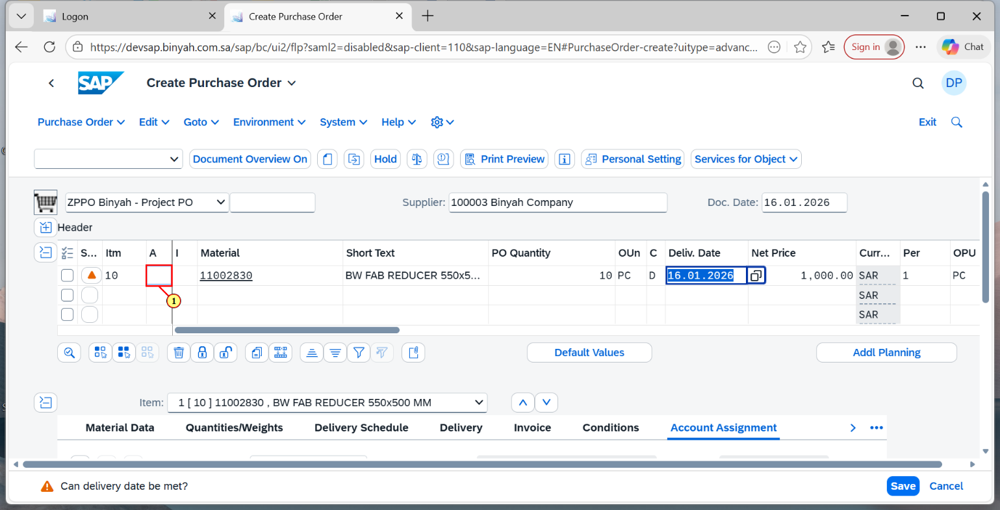 Logon
Create Purchase Order
https://devsap.binyah.com.sa/sap/bc/ui2/flp?saml2=disabled&sap-client=110&sap-language=EN#PurchaseOrder-create?uitype=advanc...
Sign in
Chat
SAP
Create Purchase Order
DP
Purchase Order
Edit
Goto
Environment
System
Help
Exit
Document Overview On
Hold
Print Preview
Personal Setting
Services for Object
ZPPO Binyah - Project PO
Supplier: 100003 Binyah Company
Doc. Date: 16.01.2026
Header
S... Itm A I Material Short Text PO Quantity OUn C Deliv. Date Net Price Curr... Per OPU
10 11002830 BW FAB REDUCER 550x5... 10 PC D 16.01.2026 1,000.00 SAR 1 PC
SAR
1
SAR
Default Values
Addl Planning
Item: 1 [ 10 ] 11002830 , BW FAB REDUCER 550x500 MM
Material Data Quantities/Weights Delivery Schedule Delivery Invoice Conditions Account Assignment
Can delivery date be met?
Save Cancel